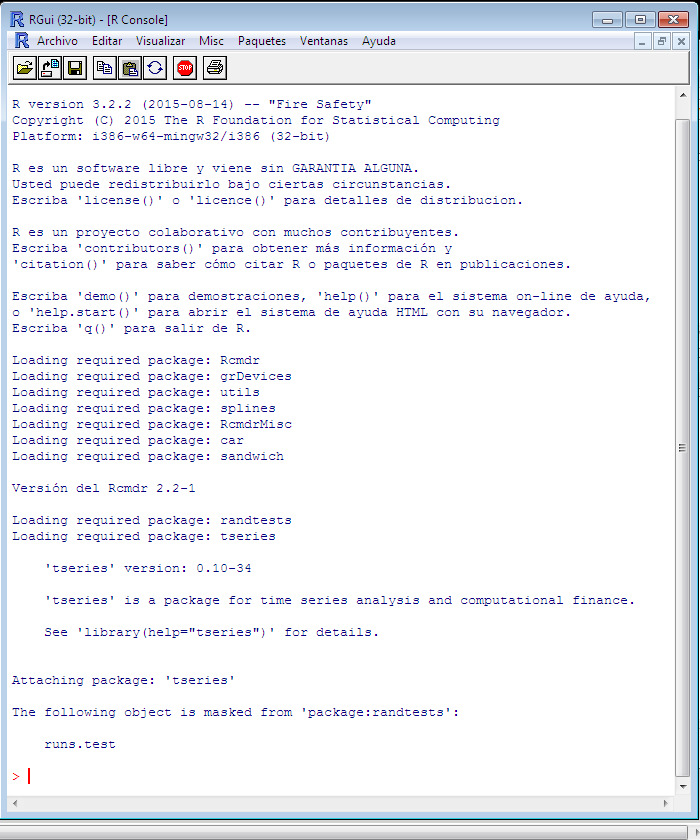 RGui (32-bit) - [R Console]
Archivo Editar Visualizar Misc Paquetes Ventanas Ayuda
STOP
R version 3.2.2 (2015-08-14) -- "Fire Safety"
Copyright (C) 2015 The R Foundation for Statistical Computing
Platform: i386-w64-mingw32/i386 (32-bit)
R es un software libre y viene sin GARANTIA ALGUNA.
Usted puede redistribuirlo bajo ciertas circunstancias.
Escriba 'license()' o 'licence()' para detalles de distribucion.
R es un proyecto colaborativo con muchos contribuyentes.
Escriba 'contributors()' para obtener más información y
'citation()' para saber cómo citar R o paquetes de R en publicaciones.
Escriba 'demo()' para demostraciones, 'help()' para el sistema on-line de ayuda,
o 'help.start()' para abrir el sistema de ayuda HTML con su navegador.
Escriba 'q()' para salir de R.
Loading required package: Rcmdr
Loading required package: grDevices
Loading required package: utils
Loading required package: splines
Loading required package: RcmdrMisc
Loading required package: car
Loading required package: sandwich
Versión del Rcmdr 2.2-1
Loading required package: randtests
Loading required package: tseries
'tseries' version: 0.10-34
'tseries' is a package for time series analysis and computational finance.
See 'library(help="tseries")' for details.
Attaching package: 'tseries'
The following object is masked from 'package:randtests':
runs.test
>